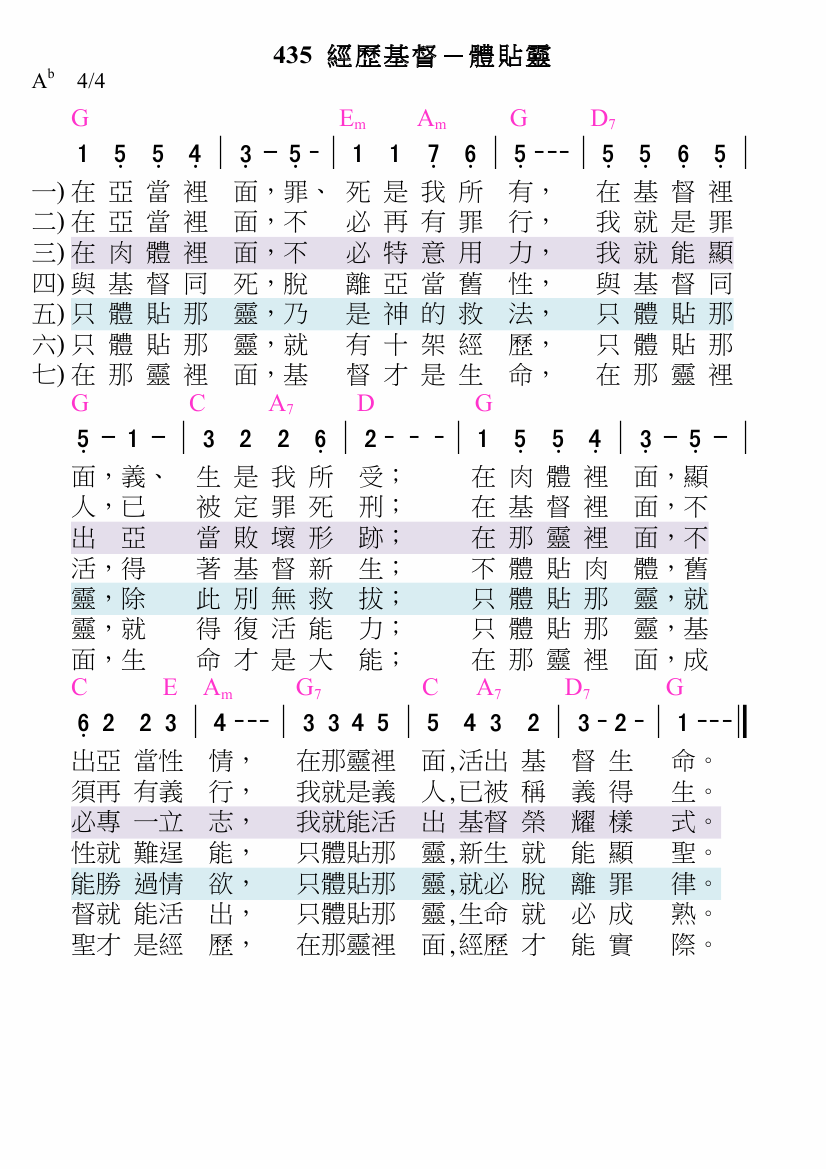 435 經歷基督－體貼靈
A♭ 4/4
G Em Am G D7
1 5̣ 5̣ 4̣ | 3̣ － 5̣ - | 1 1 7̣ 6̣ | 5̣ --- | 5̣ 5̣ 6̣ 5̣ |
一) 在亞當裡面，罪、死是我所有，在基督裡
二) 在亞當裡面，不必再有罪行，我就是罪
三) 在肉體裡面，不必特意用力，我就能顯
四) 與基督同死，脫離亞當舊性，與基督同
五) 只體貼那靈，乃是神的救法，只體貼那
六) 只體貼那靈，就有十架經歷，只體貼那
七) 在那靈裡面，基督才是生命，在那靈裡
G C A7 D G
5̣ － 1 － | 3 2 2 6̣ | 2 - - - | 1 5̣ 5̣ 4̣ | 3̣ － 5̣ － |
面，義、生是我所受；在肉體裡面，顯
人，已被定罪死刑；在基督裡面，不
出亞當敗壞形跡；在那靈裡面，不
活，得著基督新生；不體貼肉體，舊
靈，除此別無救拔；只體貼那靈，就
靈，就得復活能力；只體貼那靈，基
面，生命才是大能；在那靈裡面，成
C E Am G7 C A7 D7 G
6̣ 2 2 3 | 4 --- | 3 3 4 5 | 5 4 3 2 | 3 - 2 - | 1 --- ‖
出亞當性情，在那靈裡面,活出基督生命。
須再有義行，我就是義人,已被稱義得生。
必專一立志，我就能活出基督榮耀樣式。
性就難逞能，只體貼那靈,新生就能顯聖。
能勝過情欲，只體貼那靈,就必脫離罪律。
督就能活出，只體貼那靈,生命就必成熟。
聖才是經歷，在那靈裡面,經歷才能實際。